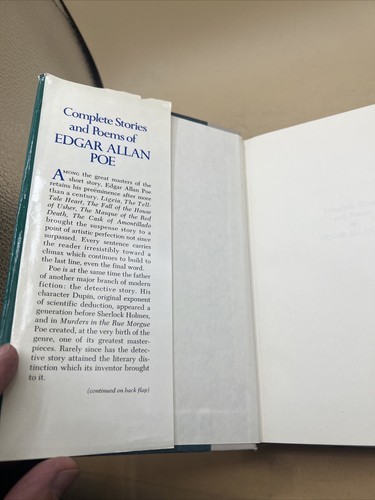 Complete Stories
and Poems of
EDGAR ALLAN
POE
AMONG the great masters of the
short story, Edgar Allan Poe
retains his preëminence after more
than a century. Ligeia, The Tell-
Tale Heart, The Fall of the House
of Usher, The Masque of the Red
Death, The Cask of Amontillado
brought the suspense story to a
point of artistic perfection not since
surpassed. Every sentence carries
the reader irresistibly toward a
climax which continues to build to
the last line, even the final word.
Poe is at the same time the father
of another major branch of modern
fiction: the detective story. His
character Dupin, original exponent
of scientific deduction, appeared a
generation before Sherlock Holmes,
and in Murders in the Rue Morgue
Poe created, at the very birth of the
genre, one of its greatest master-
pieces. Rarely since has the detec-
tive story attained the literary dis-
tinction which its inventor brought
to it.
(continued on back flap)